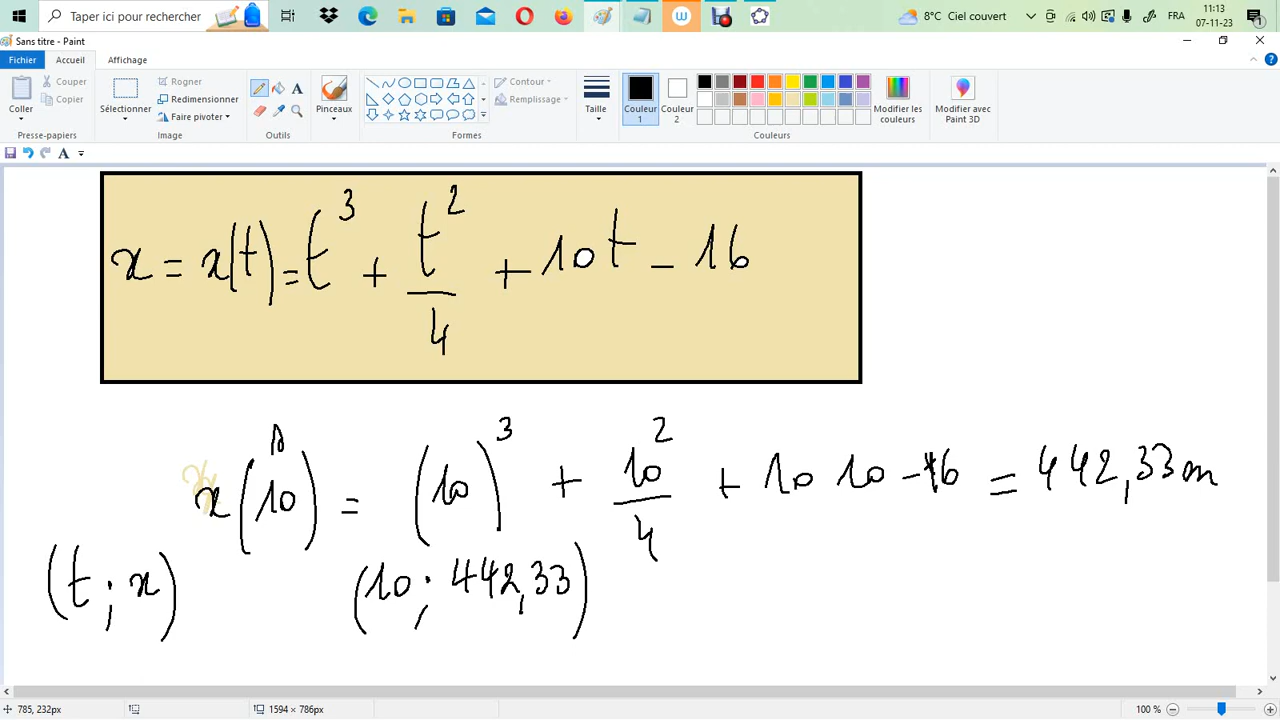 Taper ici pour rechercher
8°C Ciel couvert
FRA
11:13
07-11-23
1
Sans titre - Paint
Fichier Accueil Affichage
Coller
Couper
Copier
Presse-papiers
Sélectionner
Rogner
Redimensionner
Faire pivoter
Image
A
Outils
Pinceaux
Contour
Remplissage
Formes
Taille
Couleur 1
Couleur 2
Modifier les couleurs
Couleurs
Modifier avec Paint 3D
A
x = x(t) = t³ + t²/4 + 10t - 16
x(10) = (10)³ + 10²/4 + 10 10 - 16 = 442,33 m
(t ; x) (10 ; 442,33)
785, 232px
1594 × 786px
100 %